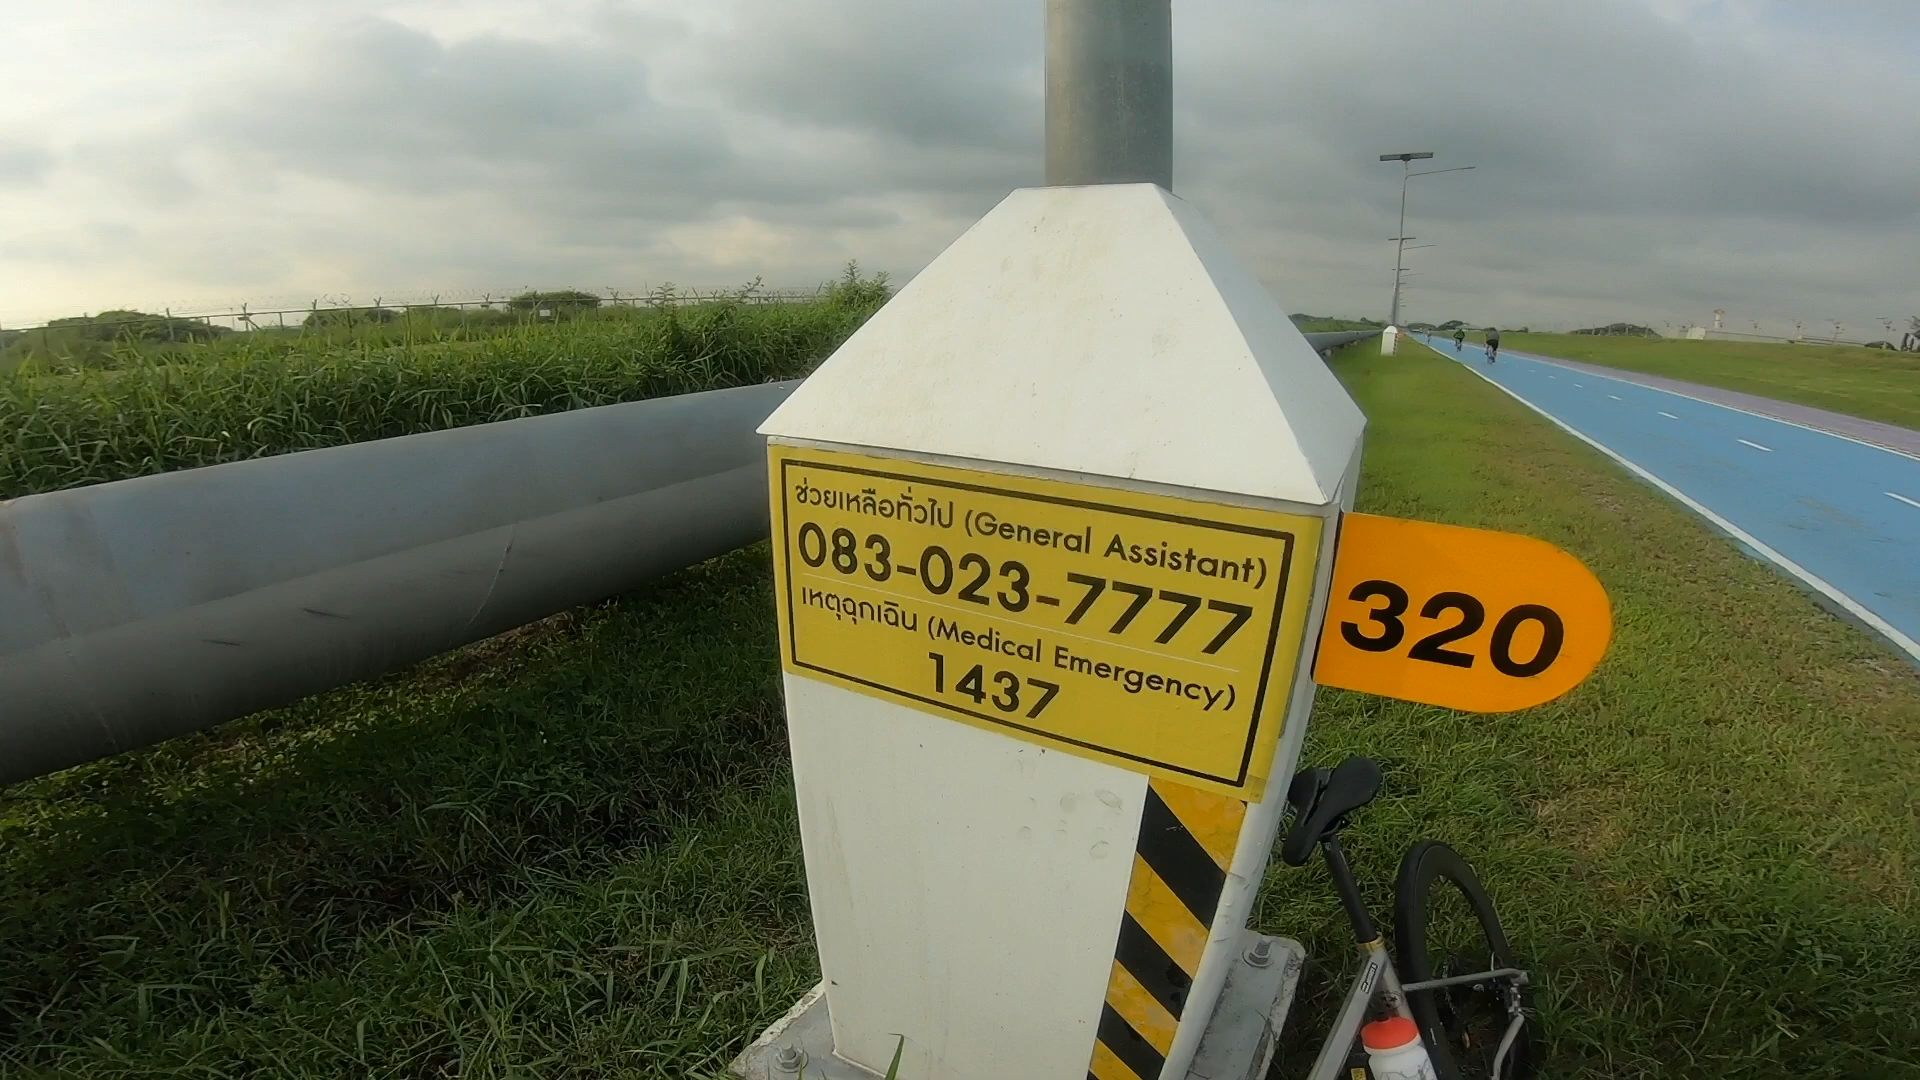 ช่วยเหลือทั่วไป (General Assistant)
083-023-7777
เหตุฉุกเฉิน (Medical Emergency)
1437
320